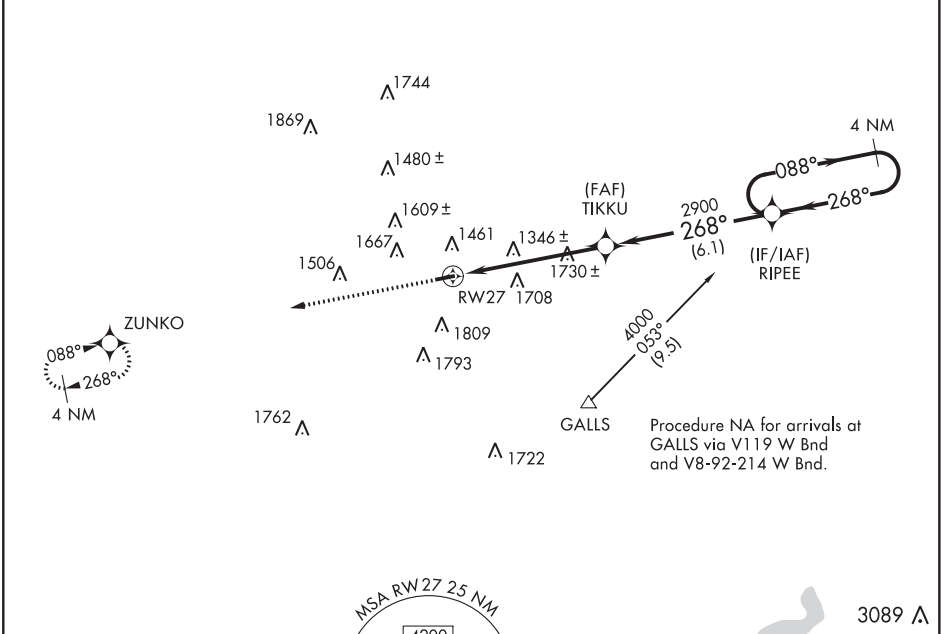 1744
1869
4 NM
1480 ±
088°
(FAF)
TIKKU
2900
268°
268°
1609 ±
(6.1)
1667
1461
1346 ±
(IF/IAF)
RIPEE
1506
1730 ±
RW27
1708
ZUNKO
1809
4000
053°
(9.5)
088°
1793
268°
4 NM
1762
GALLS
Procedure NA for arrivals at
GALLS via V119 W Bnd
and V8-92-214 W Bnd.
1722
MSA RW27 25 NM
3089